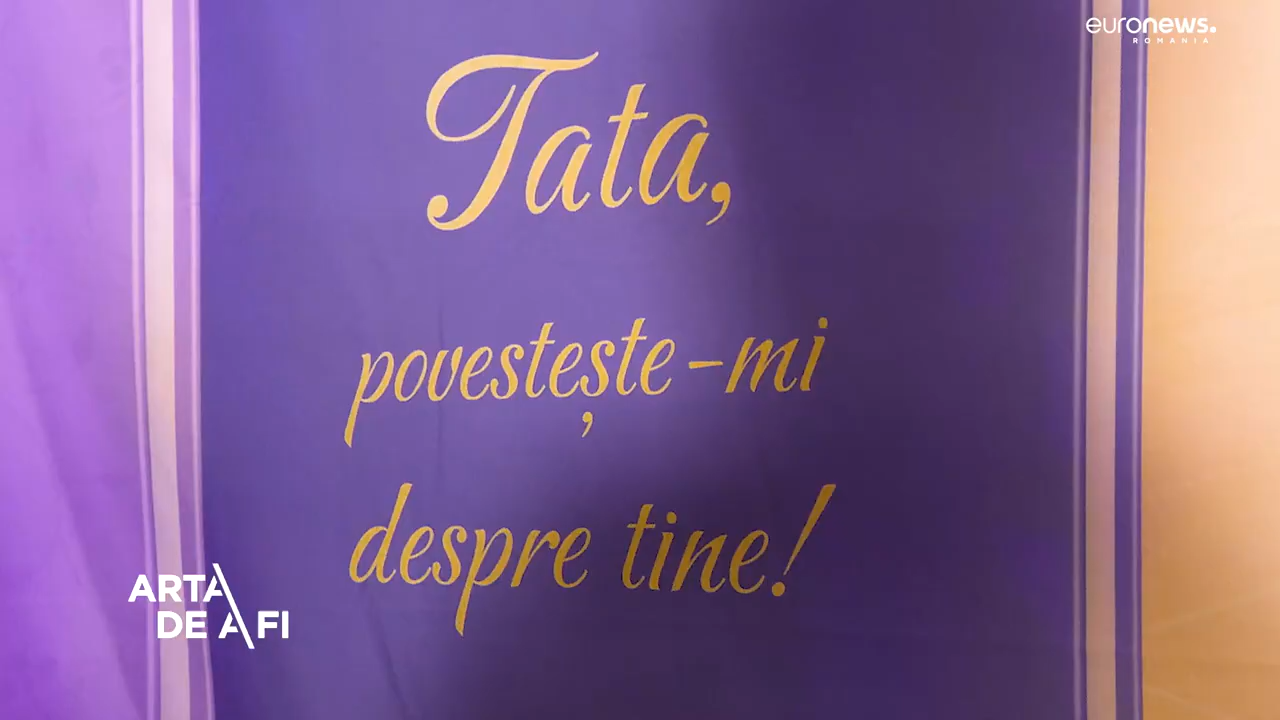 euronews.
ROMANIA
Tata,
povestește-mi
despre tine!
ARTA
DE A FI